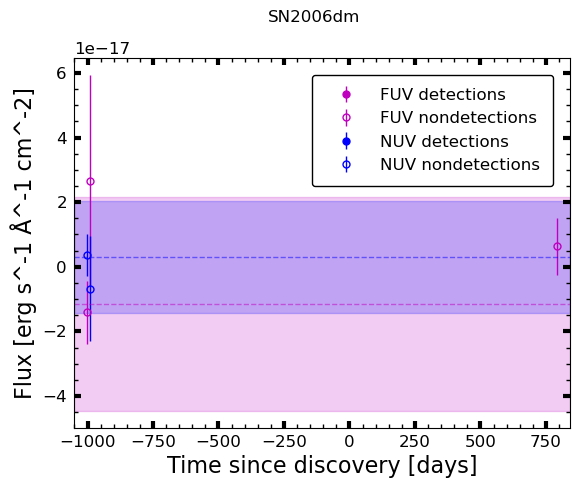 SN2006dm
1e−17
6
4
2
0
−2
−4
Flux [erg s^-1 Å^-1 cm^-2]
FUV detections
FUV nondetections
NUV detections
NUV nondetections
−1000 −750 −500 −250 0 250 500 750
Time since discovery [days]